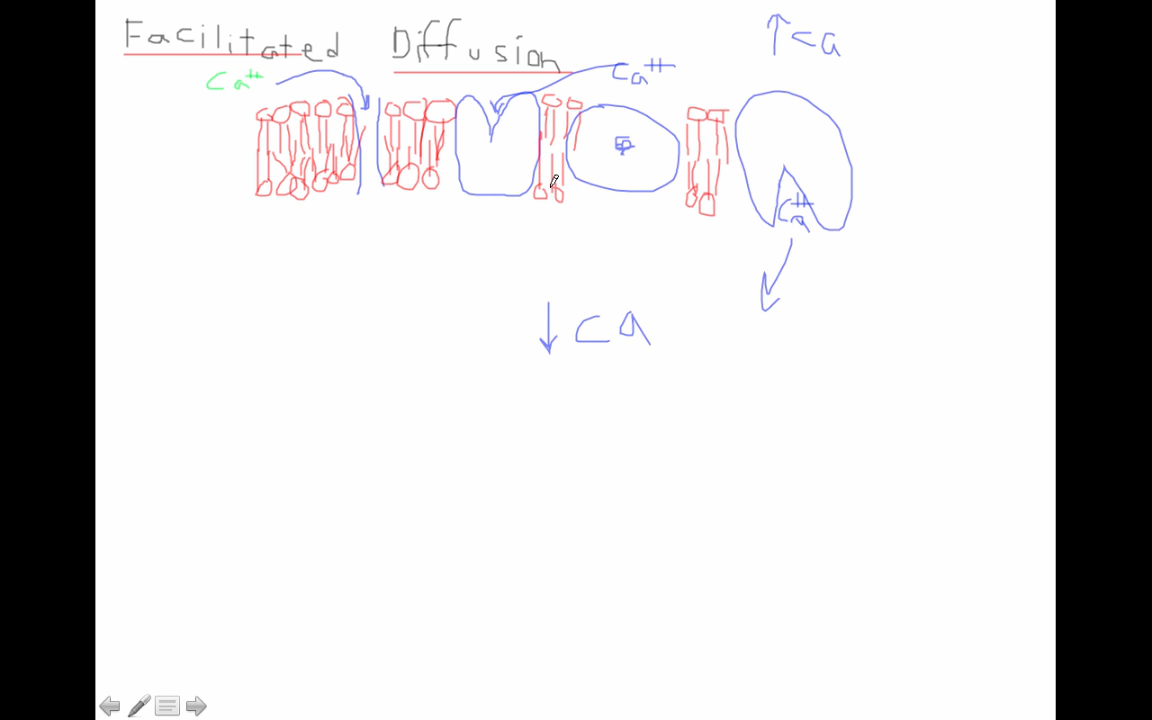 Facilitated Diffusion
↑ca
ca++
ca++
ca++
↓ca